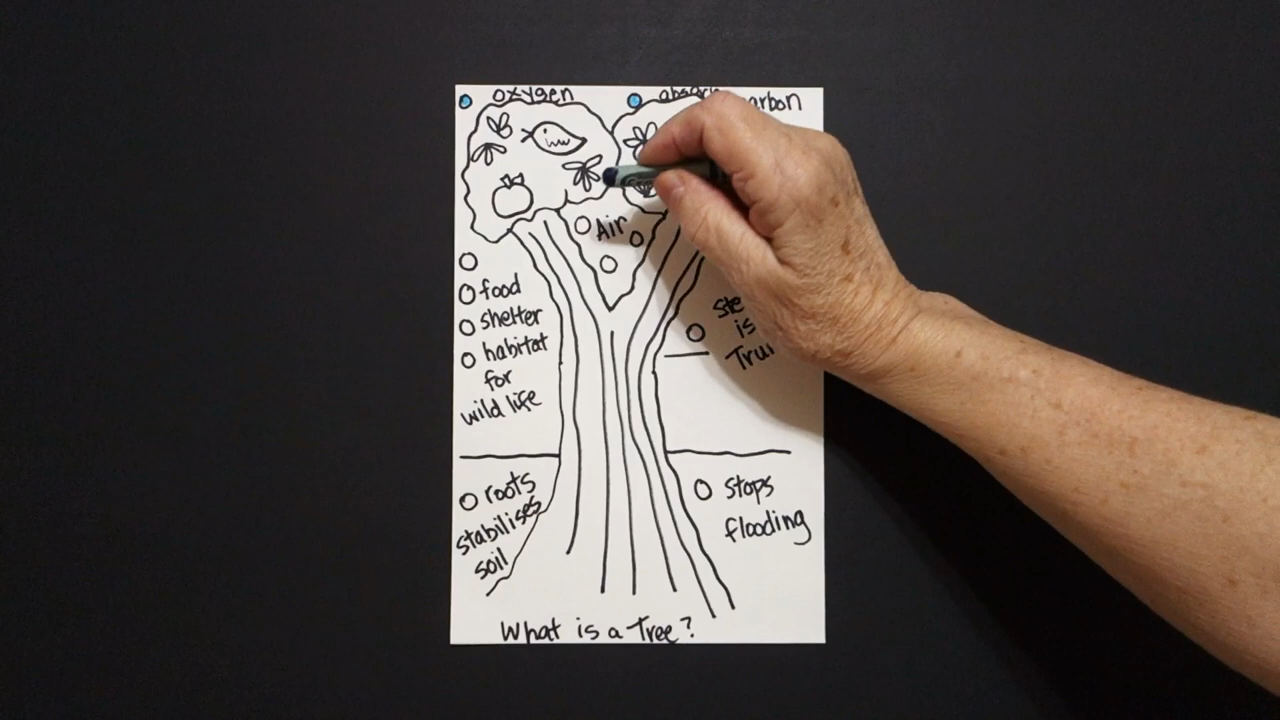 oxygen
carbon
Air
food
shelter
habitat
for
wild life
is
roots
stabilises
soil
stops
flooding
What is a Tree?